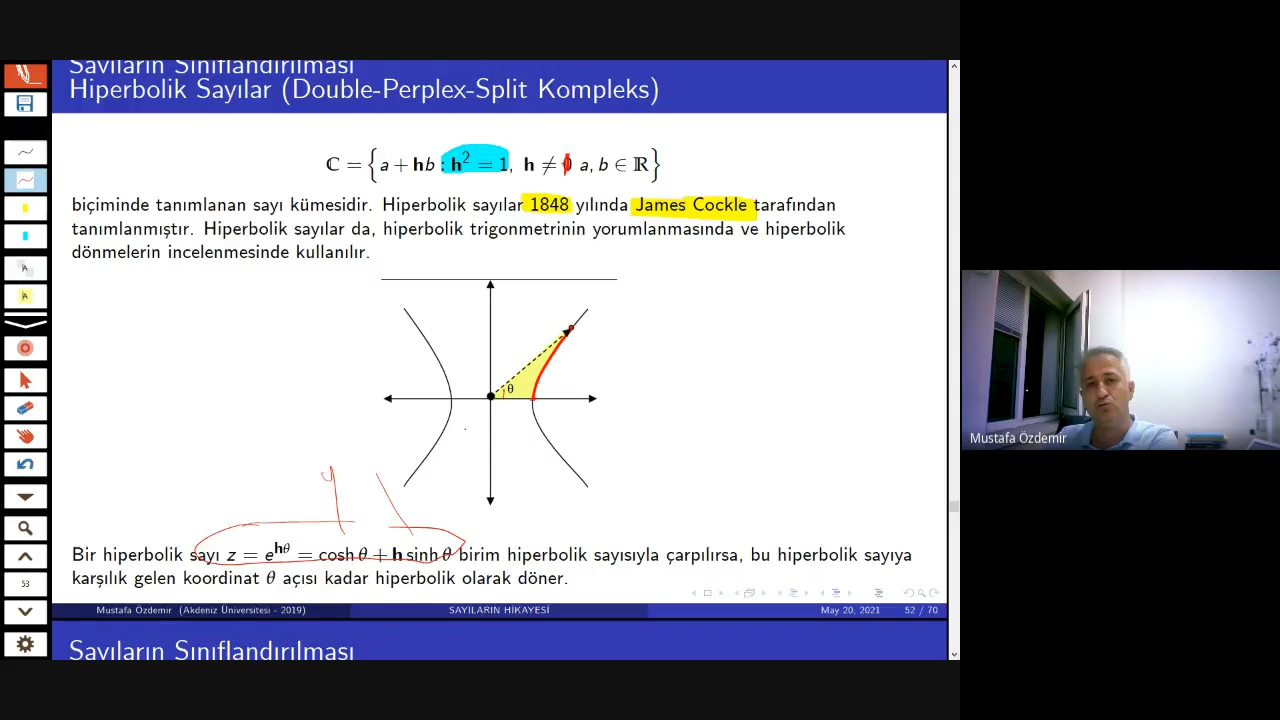 Sayıların Sınıflandırılması
Hiperbolik Sayılar (Double-Perplex-Split Kompleks)
ℂ = {a + hb : h² = 1, h ≠ 0 a, b ∈ ℝ}
biçiminde tanımlanan sayı kümesidir. Hiperbolik sayılar 1848 yılında James Cockle tarafından
tanımlanmıştır. Hiperbolik sayılar da, hiperbolik trigonmetrinin yorumlanmasında ve hiperbolik
dönmelerin incelenmesinde kullanılır.
θ
Bir hiperbolik sayı z = e^{hθ} = cosh θ + h sinh θ birim hiperbolik sayısıyla çarpılırsa, bu hiperbolik sayıya
karşılık gelen koordinat θ açısı kadar hiperbolik olarak döner.
Mustafa Özdemir (Akdeniz Üniversitesi - 2019) SAYILARIN HİKAYESİ May 20, 2021 52 / 70
Sayıların Sınıflandırılması
53
Mustafa Özdemir